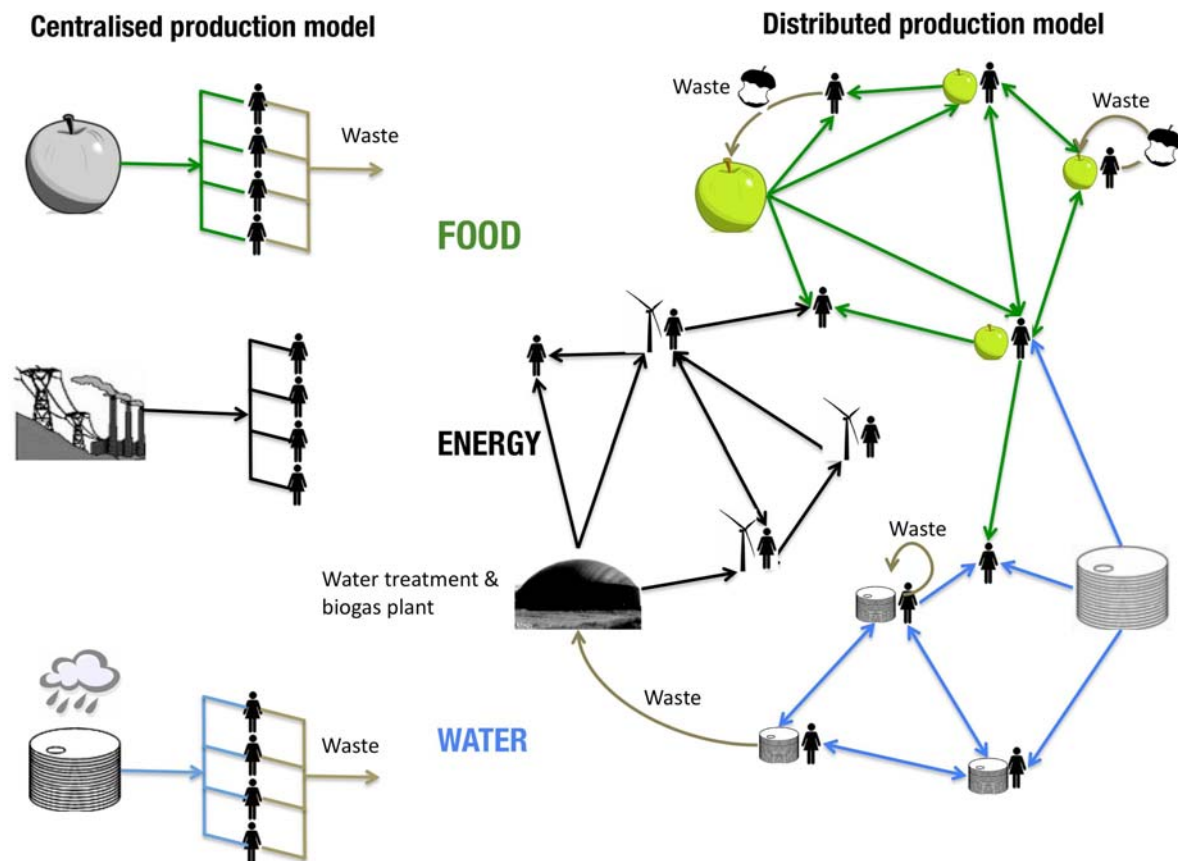 Centralised production model
Distributed production model
Waste
Waste
Waste
FOOD
ENERGY
Waste
Water treatment &
biogas plant
Waste
Waste
WATER